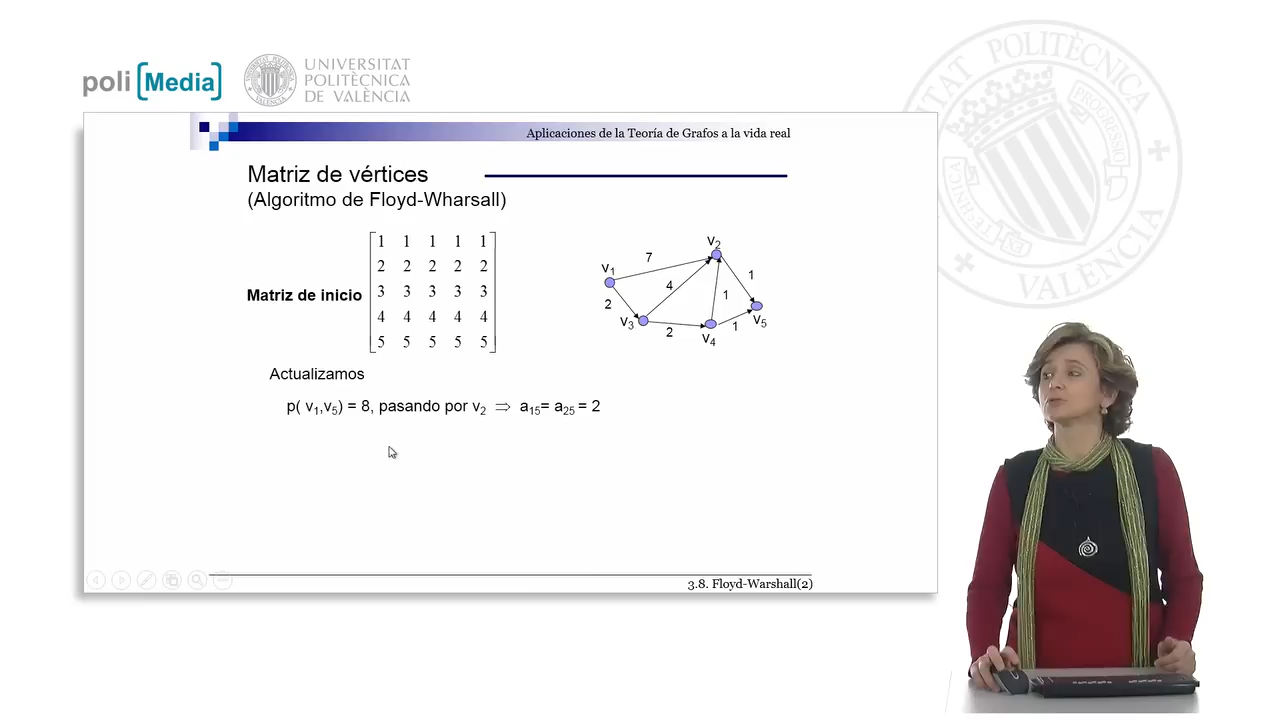 poli [Media]
UNIVERSITAT
POLITÈCNICA
DE VALÈNCIA
Aplicaciones de la Teoría de Grafos a la vida real
Matriz de vértices
(Algoritmo de Floyd-Wharsall)
Matriz de inicio
1 1 1 1 1
2 2 2 2 2
3 3 3 3 3
4 4 4 4 4
5 5 5 5 5
v1
v2
v3
v4
v5
7
2
4
2
1
1
1
Actualizamos
p( v1,v5) = 8, pasando por v2 ⇒ a15= a25 = 2
3.8. Floyd-Warshall(2)